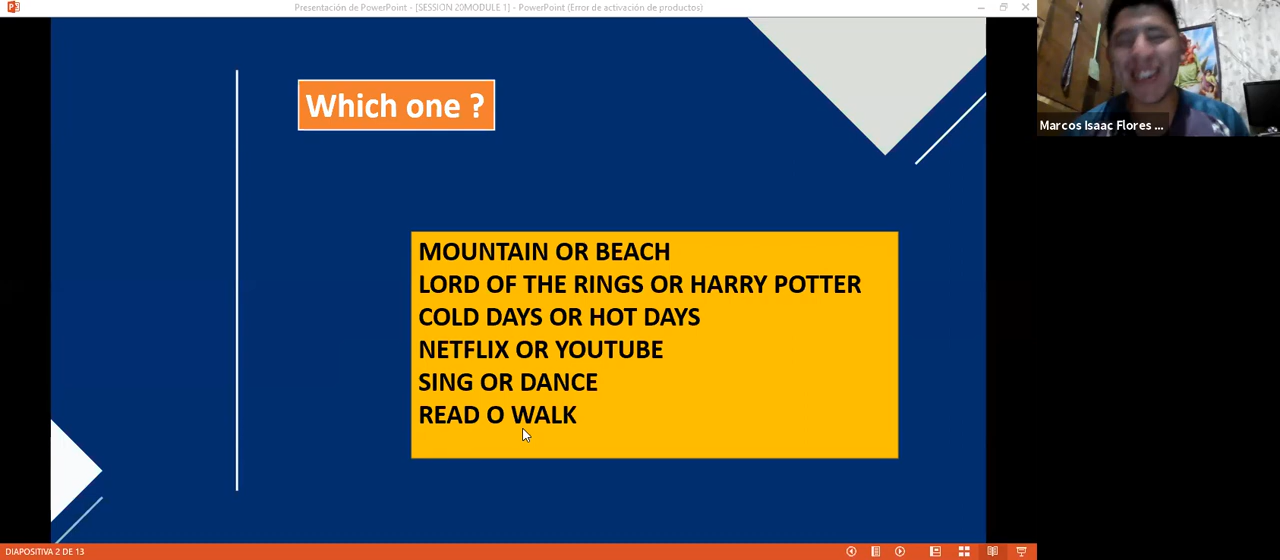 Presentación de PowerPoint - [SESSION 20MODULE 1] - PowerPoint (Error de activación de productos)
Which one ?
Marcos Isaac Flores ...
MOUNTAIN OR BEACH
LORD OF THE RINGS OR HARRY POTTER
COLD DAYS OR HOT DAYS
NETFLIX OR YOUTUBE
SING OR DANCE
READ O WALK
DIAPOSITIVA 2 DE 13